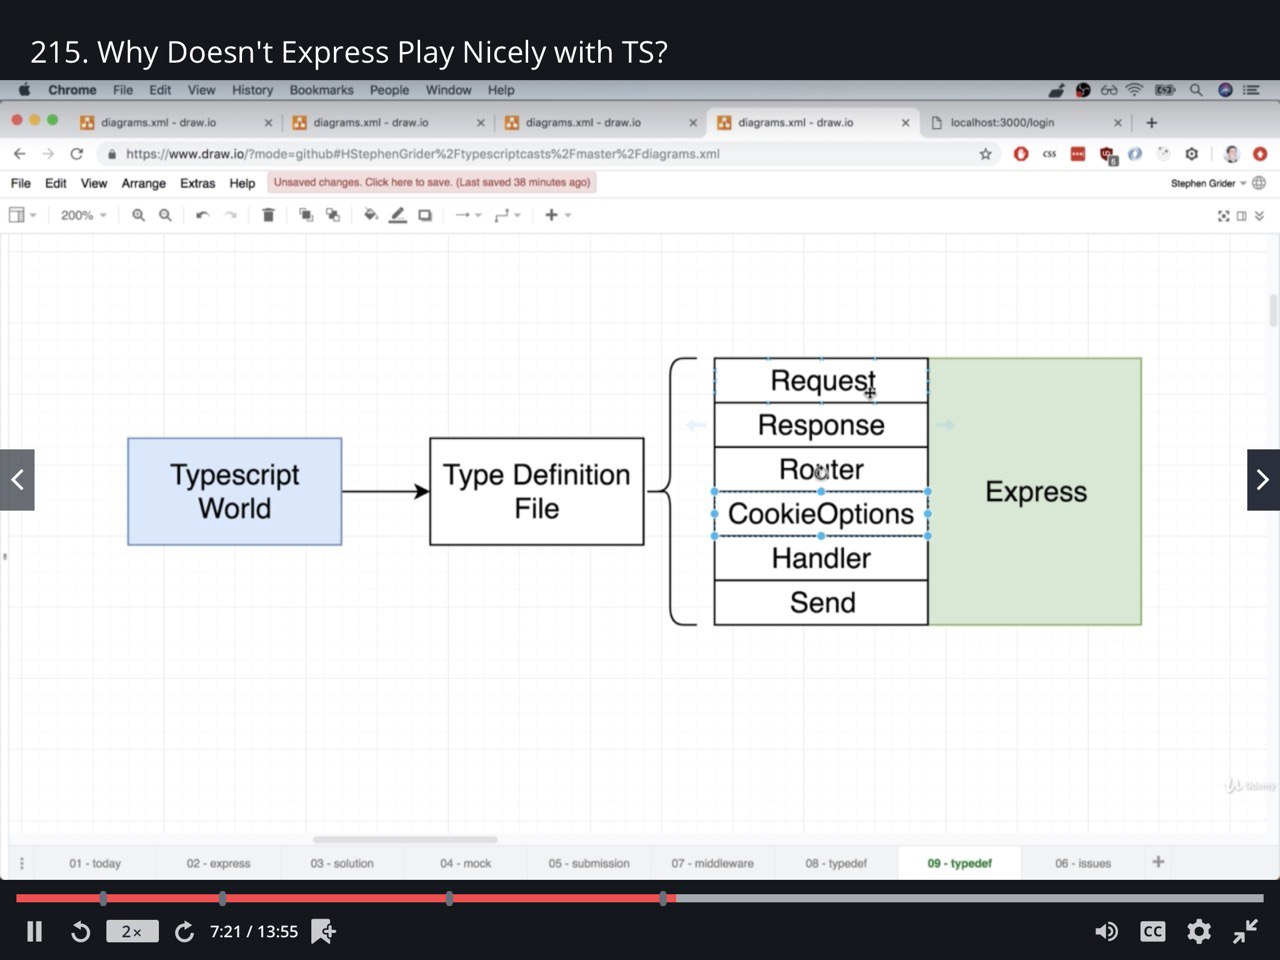 215. Why Doesn't Express Play Nicely with TS?
Chrome File Edit View History Bookmarks People Window Help
diagrams.xml - draw.io diagrams.xml - draw.io diagrams.xml - draw.io diagrams.xml - draw.io localhost:3000/login
https://www.draw.io/?mode=github#HStephenGrider%2Ftypescriptcasts%2Fmaster%2Fdiagrams.xml CSS 6
File Edit View Arrange Extras Help Unsaved changes. Click here to save. (Last saved 38 minutes ago) Stephen Grider
200%
Typescript
World
Type Definition
File
Request
Response
Router
CookieOptions
Handler
Send
Express
Udemy
01 - today 02 - express 03 - solution 04 - mock 05 - submission 07 - middleware 08 - typedef 09 - typedef 06 - issues
2× 7:21 / 13:55 CC